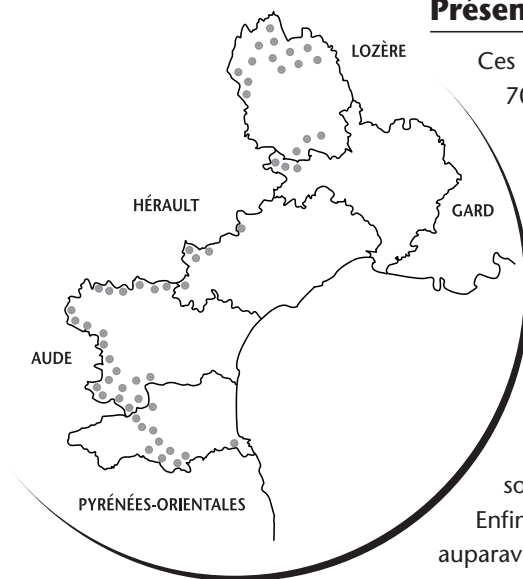 Présen
LOZÈRE
Ces
70
HÉRAULT
GARD
AUDE
so
PYRÉNÉES-ORIENTALES
Enfin
auparav